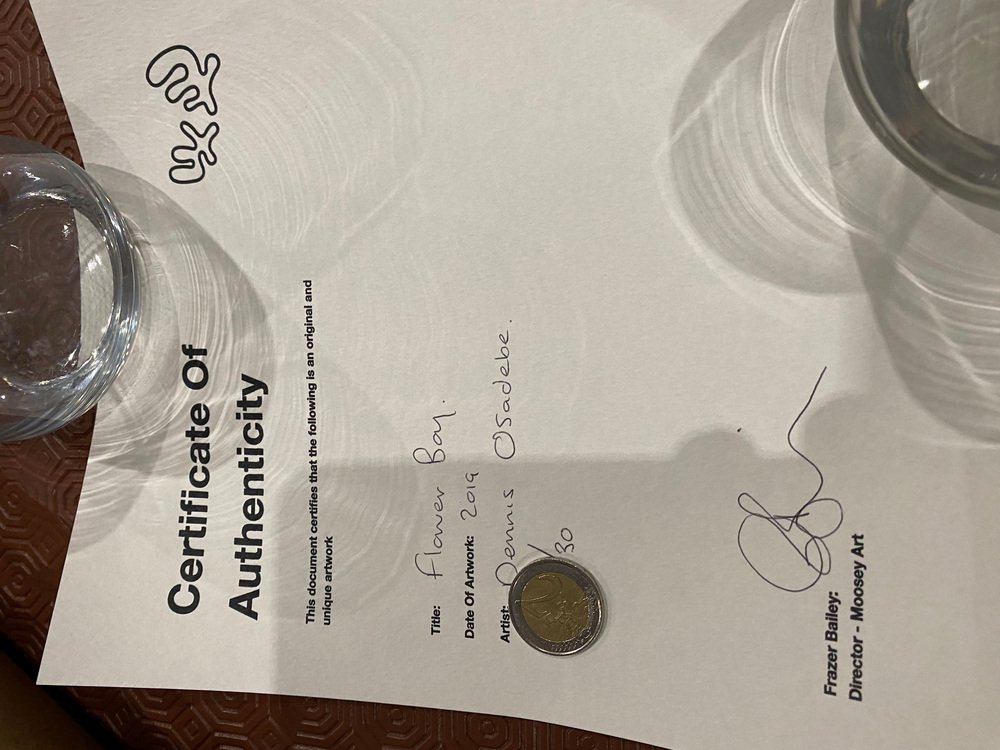 Certificate Of
Authenticity
This document certifies that the following is an original and
unique artwork
Title: Flower Boy.
Date Of Artwork: 2019
Artist: Dennis Osadebe.
/30
2
Frazer Bailey:
Director - Moosey Art